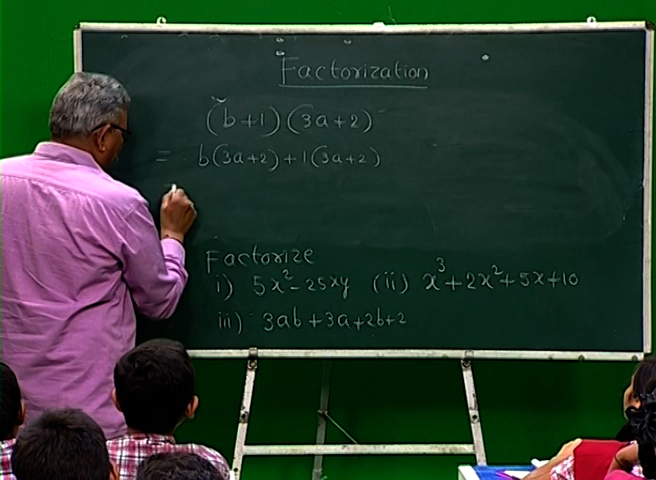 Factorization
(b+1)(3a+2)
= b(3a+2)+1(3a+2)
Factorize
i) 5x²-25xy (ii) x³+2x²+5x+10
iii) 3ab+3a+2b+2